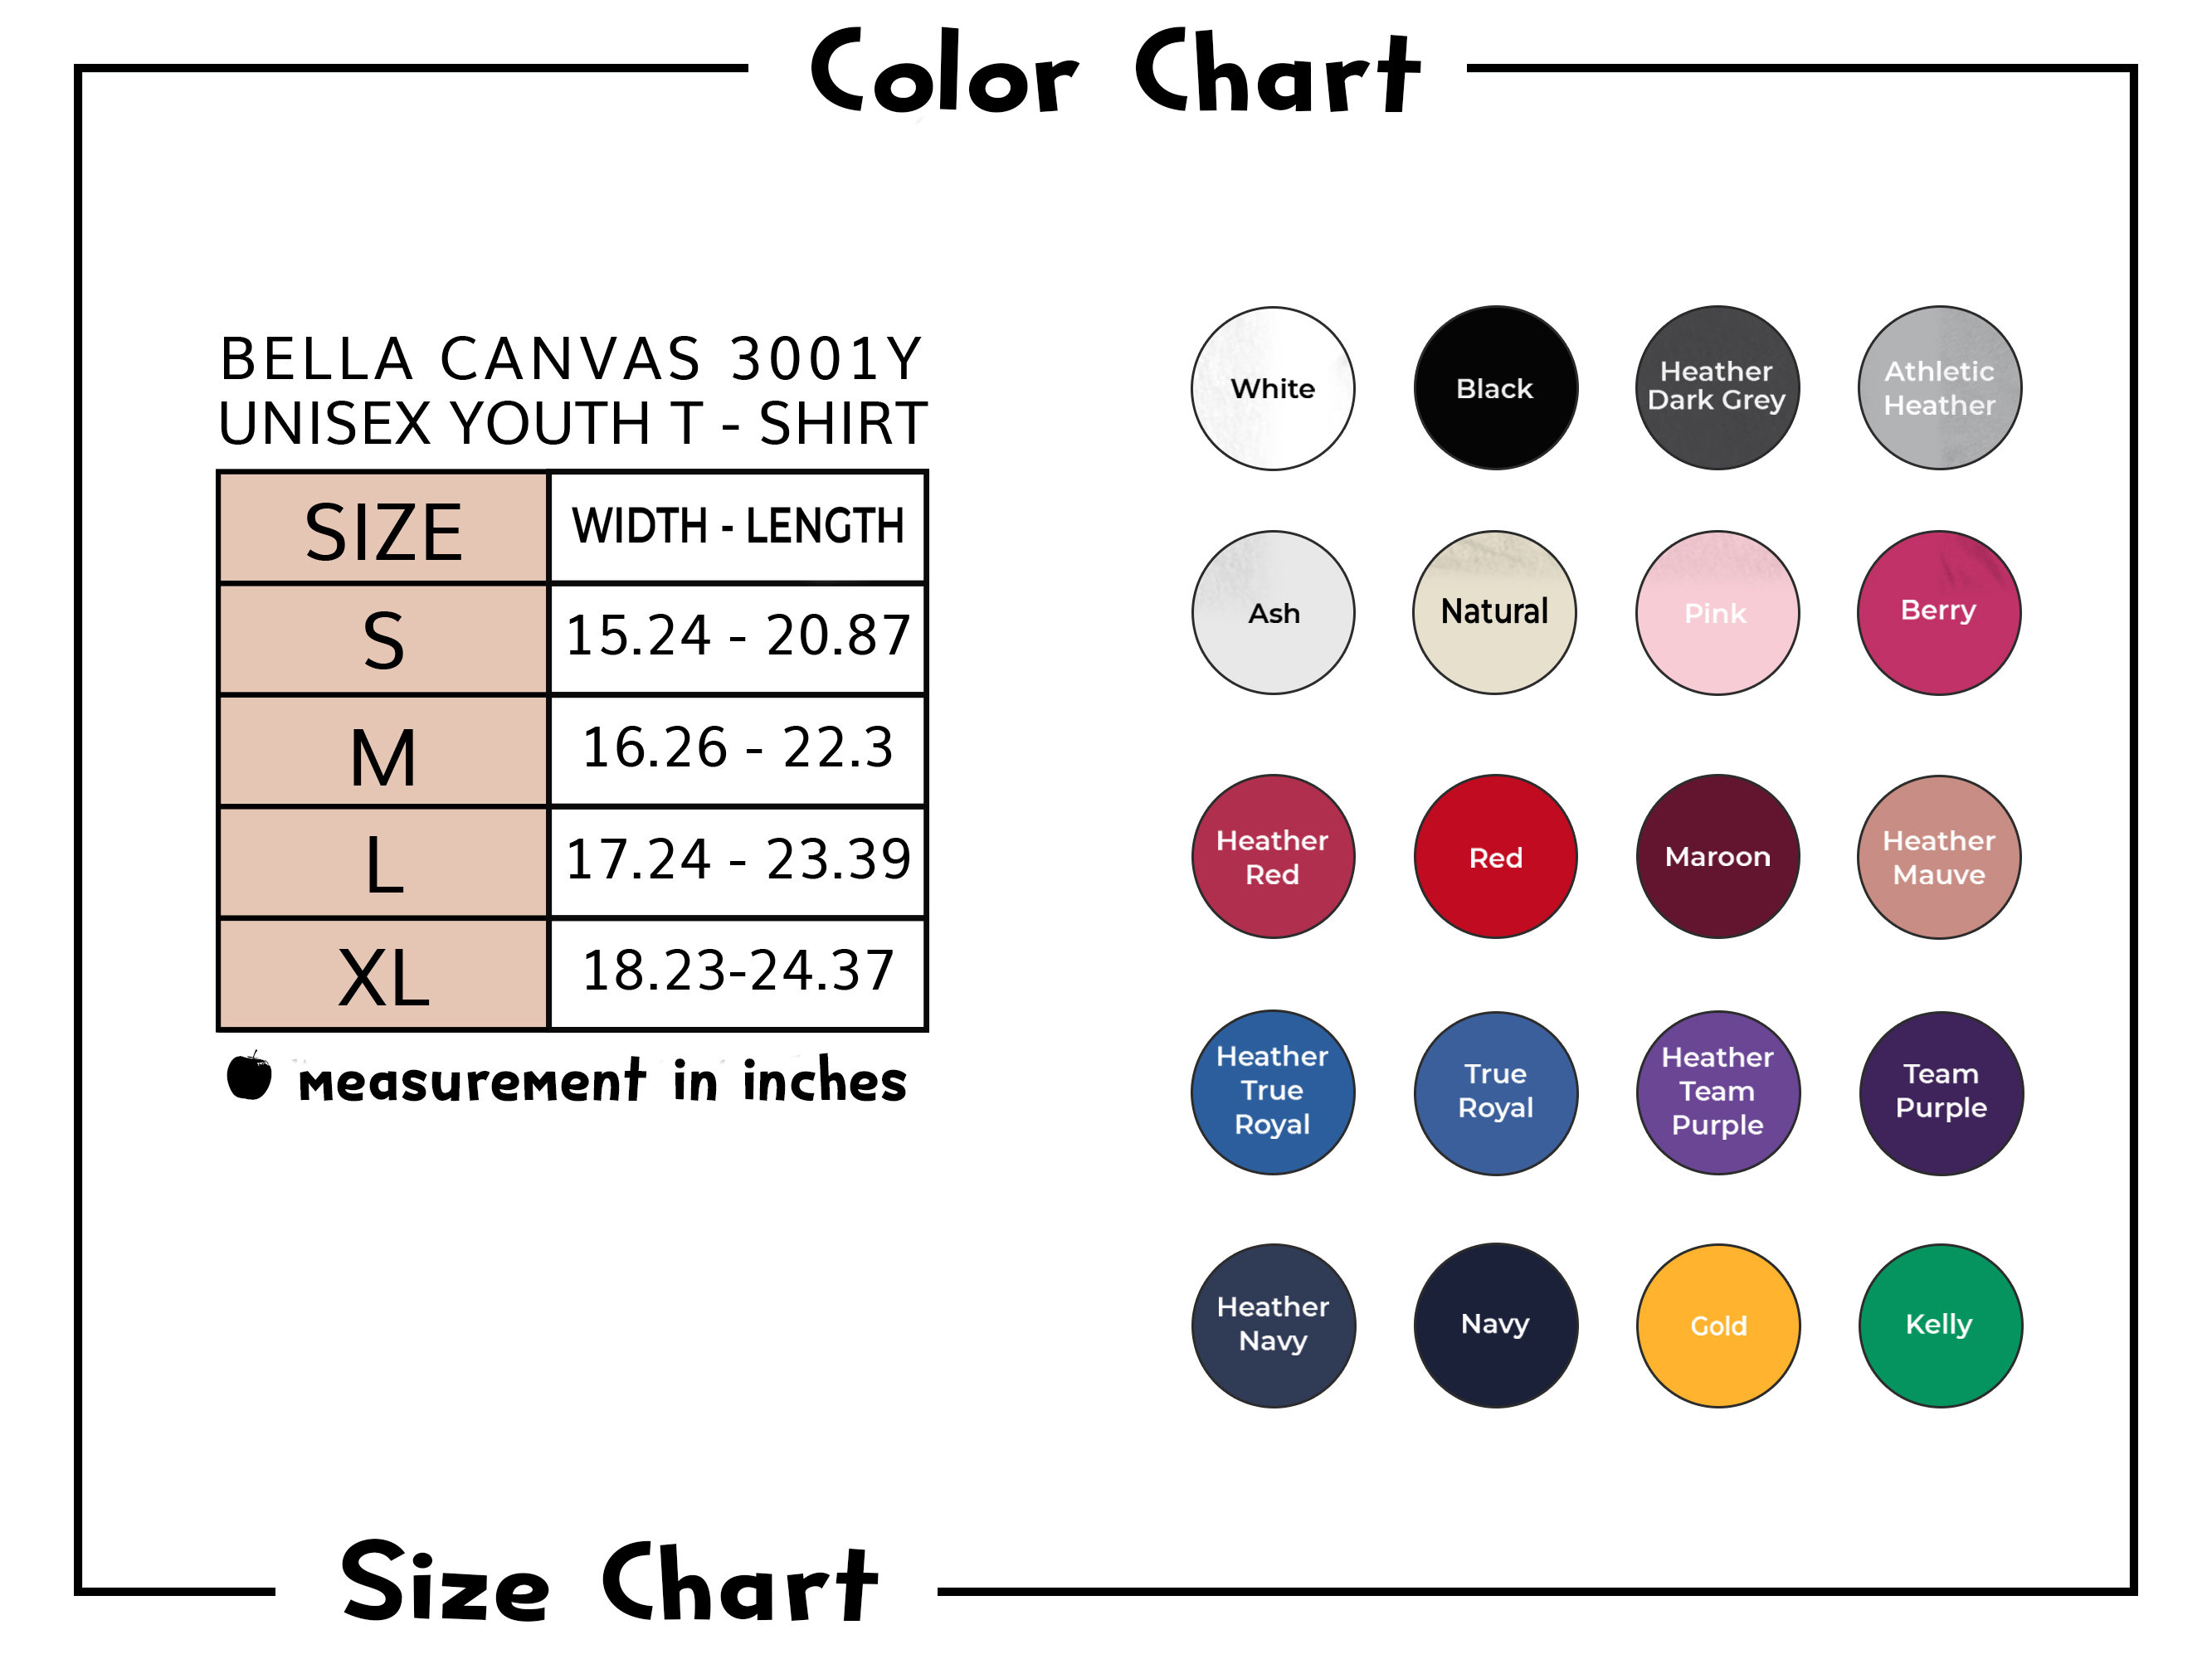 Color Chart
BELLA CANVAS 3001Y
UNISEX YOUTH T - SHIRT
SIZE
WIDTH - LENGTH
S
15.24 - 20.87
M
16.26 - 22.3
L
17.24 - 23.39
XL
18.23-24.37
measurement in inches
White
Black
Heather
Dark Grey
Athletic
Heather
Ash
Natural
Pink
Berry
Heather
Red
Red
Maroon
Heather
Mauve
Heather
True
Royal
True
Royal
Heather
Team
Purple
Team
Purple
Heather
Navy
Navy
Gold
Kelly
Size Chart